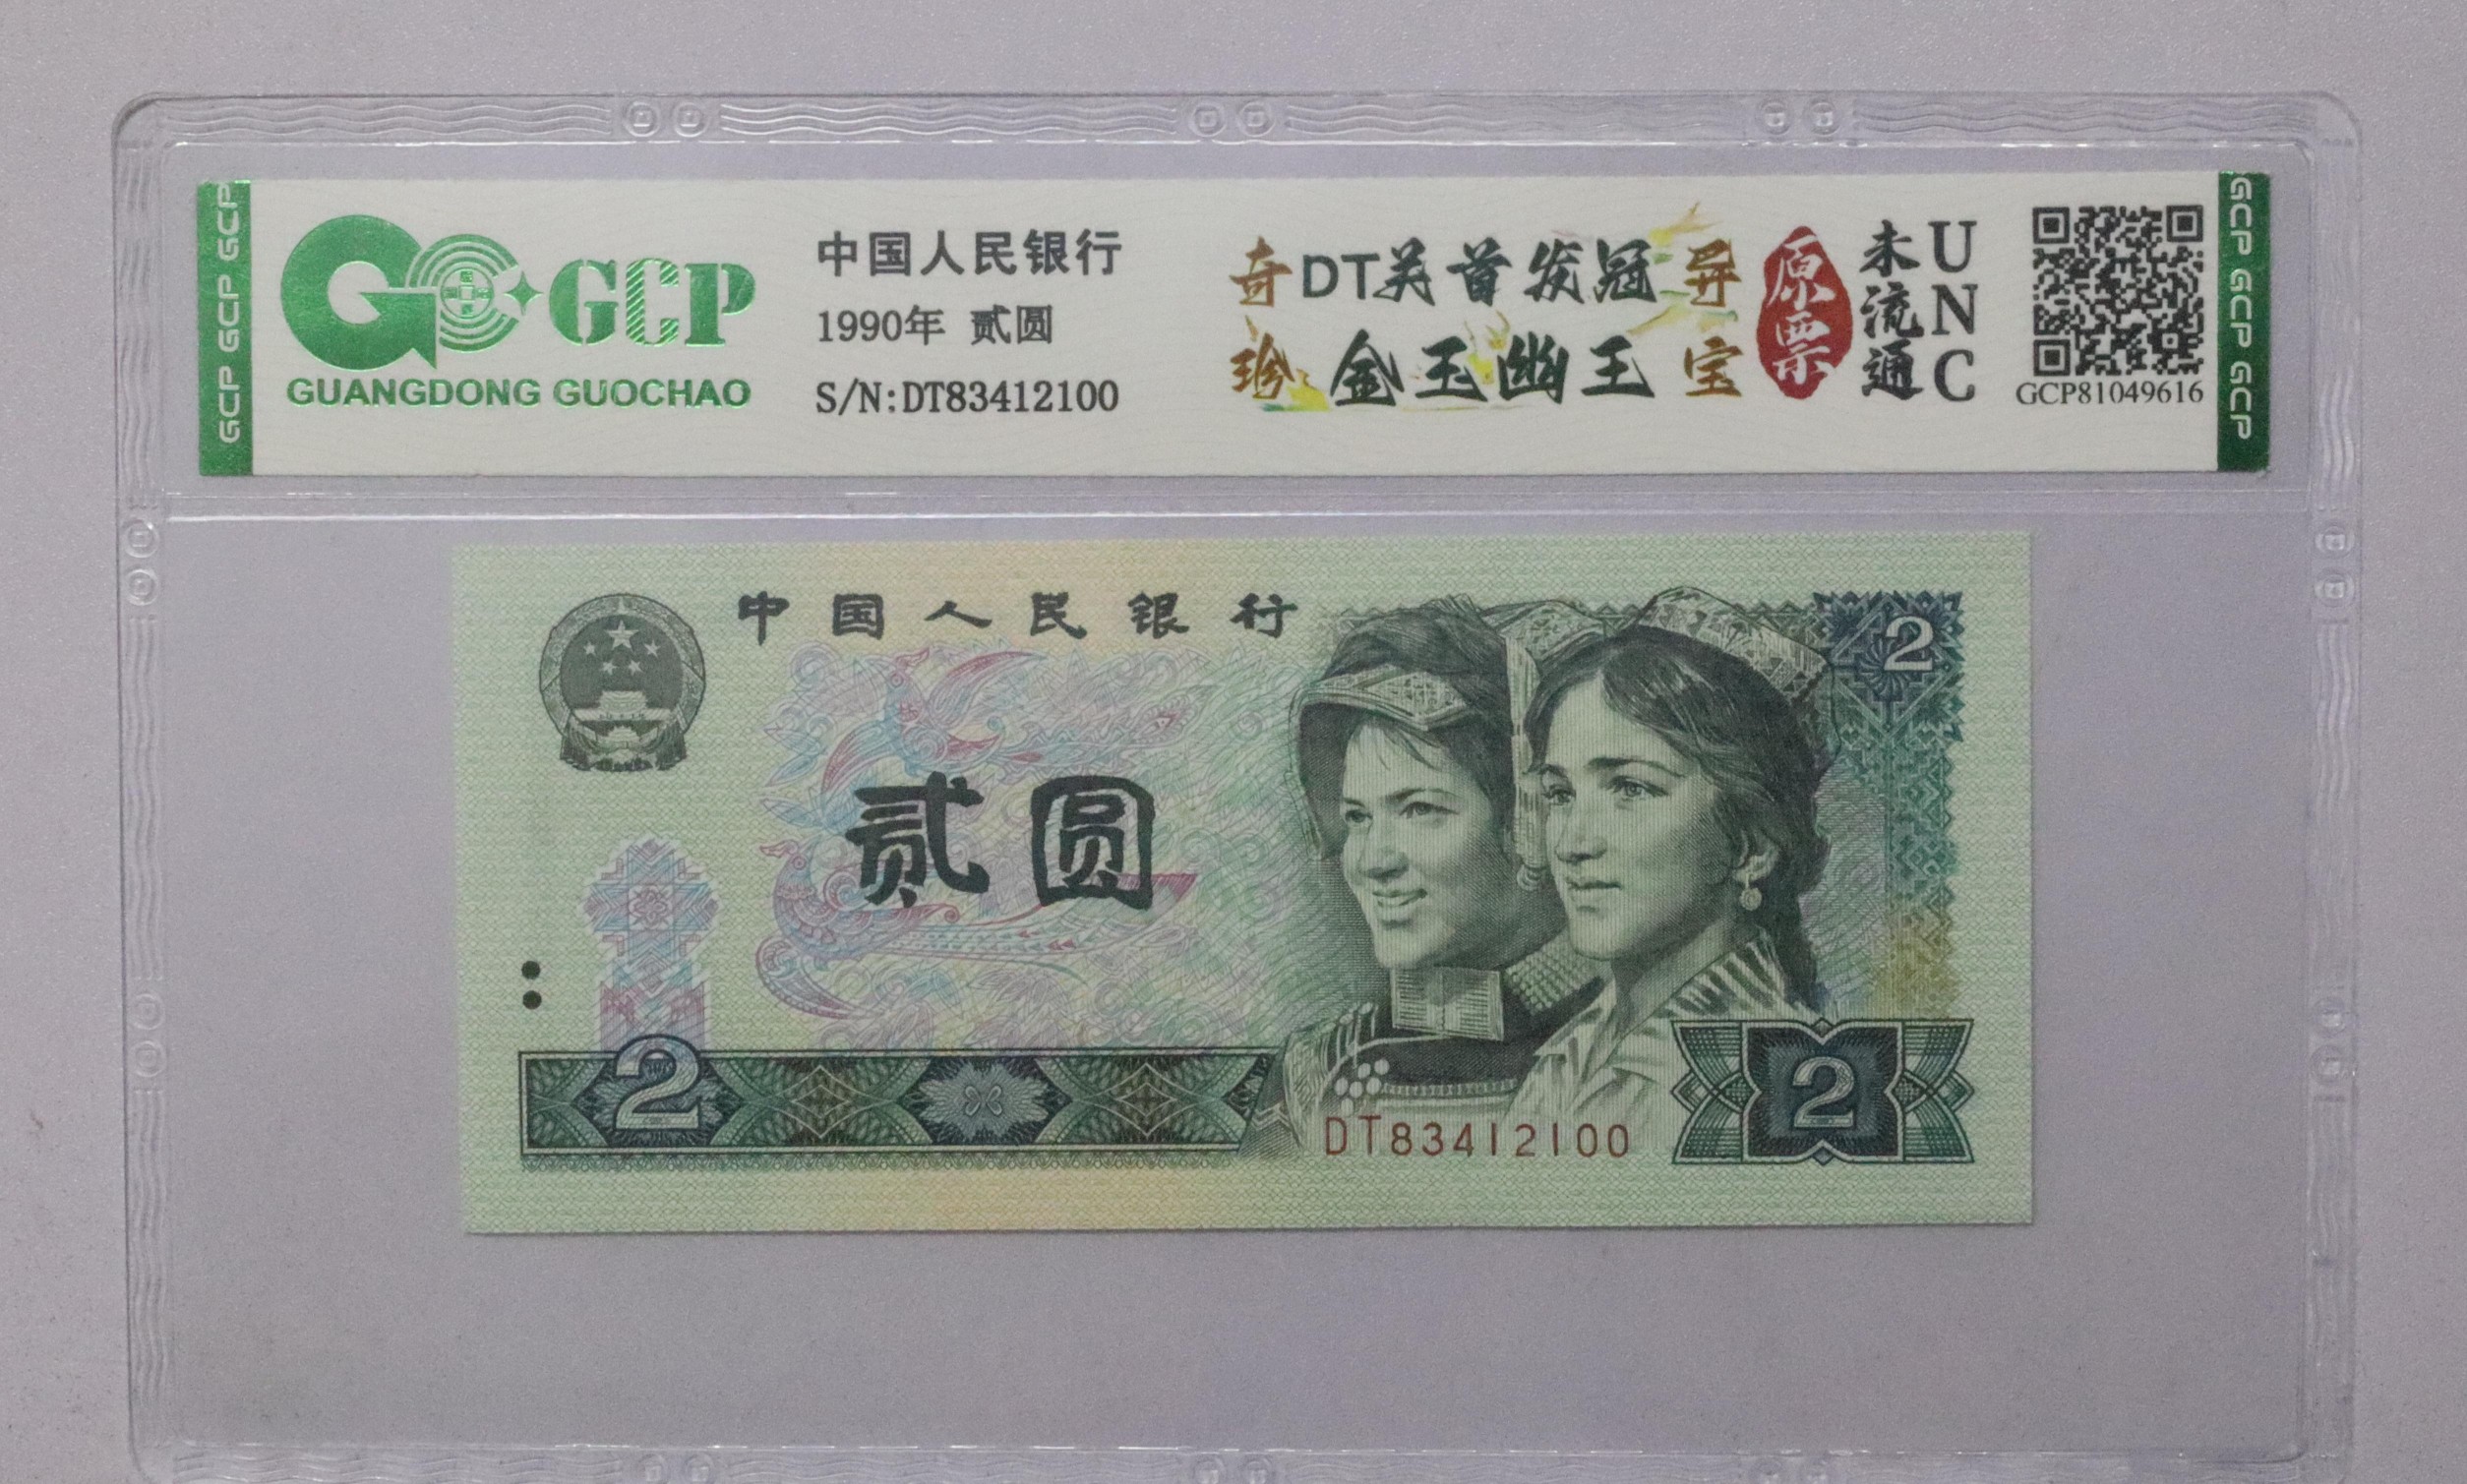 GCP GCP GCP
GCP
GUANGDONG GUOCHAO
中国人民银行
1990年 贰圆
S/N:DT83412100
奇
珍
DT关首发冠
金玉幽王
异
宝
原票
未流通
UNC
GCP81049616
GCP GCP GCP
中国人民银行
2
贰圆
2
DT83412100
2